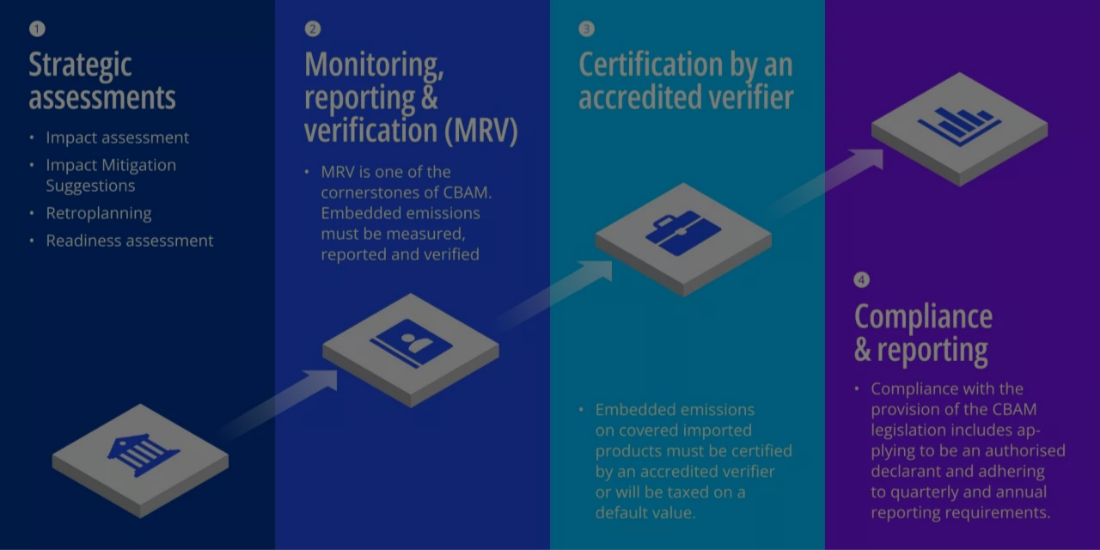 1
Strategic
assessments
• Impact assessment
• Impact Mitigation
Suggestions
• Retroplanning
• Readiness assessment
2
Monitoring,
reporting &
verification (MRV)
• MRV is one of the
cornerstones of CBAM.
Embedded emissions
must be measured,
reported and verified
3
Certification by an
accredited verifier
• Embedded emissions
on covered imported
products must be certified
by an accredited verifier
or will be taxed on a
default value.
4
Compliance
& reporting
• Compliance with the
provision of the CBAM
legislation includes ap-
plying to be an authorised
declarant and adhering
to quarterly and annual
reporting requirements.